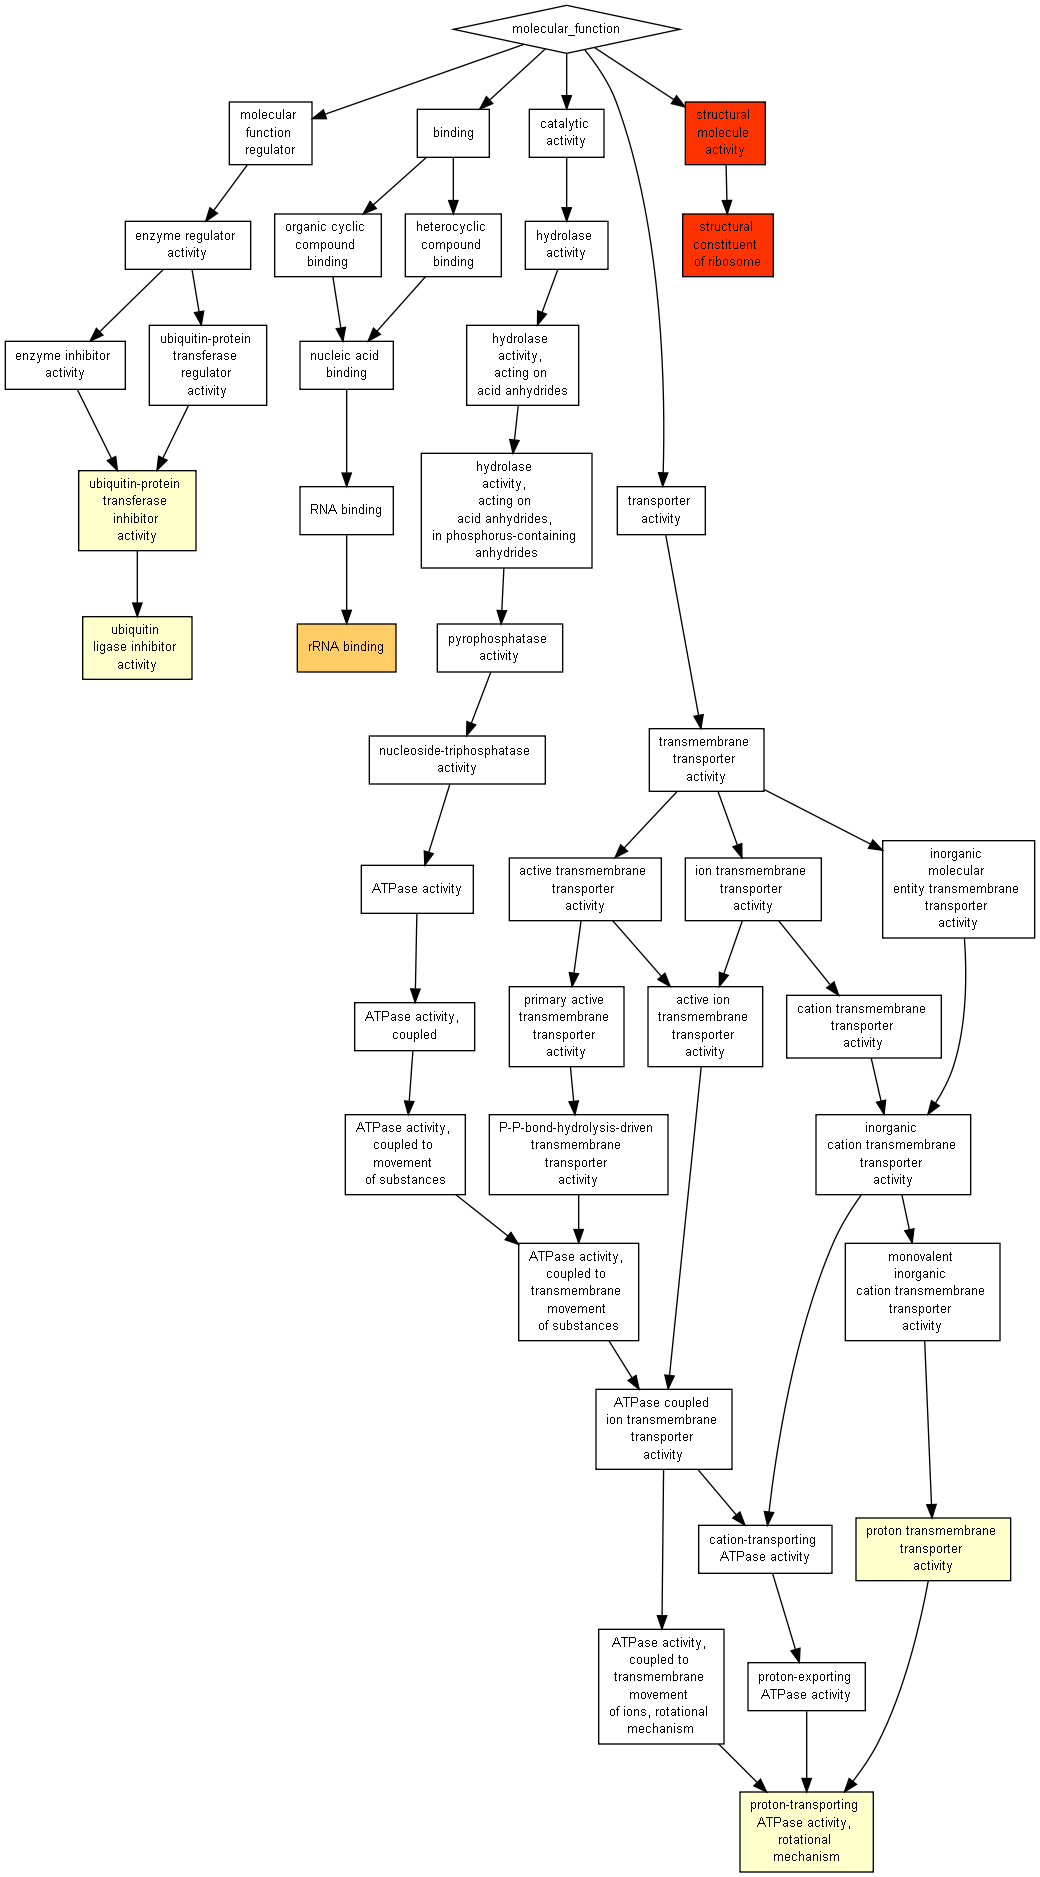 molecular_function
molecular
function
regulator
binding
catalytic
activity
structural
molecule
activity
enzyme regulator
activity
organic cyclic
compound
binding
heterocyclic
compound
binding
hydrolase
activity
structural
constituent
of ribosome
enzyme inhibitor
activity
ubiquitin-protein
transferase
regulator
activity
nucleic acid
binding
hydrolase
activity,
acting on
acid anhydrides
ubiquitin-protein
transferase
inhibitor
activity
RNA binding
hydrolase
activity,
acting on
acid anhydrides,
in phosphorus-containing
anhydrides
transporter
activity
ubiquitin
ligase inhibitor
activity
rRNA binding
pyrophosphatase
activity
nucleoside-triphosphatase
activity
transmembrane
transporter
activity
ATPase activity
active transmembrane
transporter
activity
ion transmembrane
transporter
activity
inorganic
molecular
entity transmembrane
transporter
activity
ATPase activity,
coupled
primary active
transmembrane
transporter
activity
active ion
transmembrane
transporter
activity
cation transmembrane
transporter
activity
ATPase activity,
coupled to
movement
of substances
P-P-bond-hydrolysis-driven
transmembrane
transporter
activity
inorganic
cation transmembrane
transporter
activity
ATPase activity,
coupled to
transmembrane
movement
of substances
monovalent
inorganic
cation transmembrane
transporter
activity
ATPase coupled
ion transmembrane
transporter
activity
cation-transporting
ATPase activity
proton transmembrane
transporter
activity
ATPase activity,
coupled to
transmembrane
movement
of ions, rotational
mechanism
proton-exporting
ATPase activity
proton-transporting
ATPase activity,
rotational
mechanism